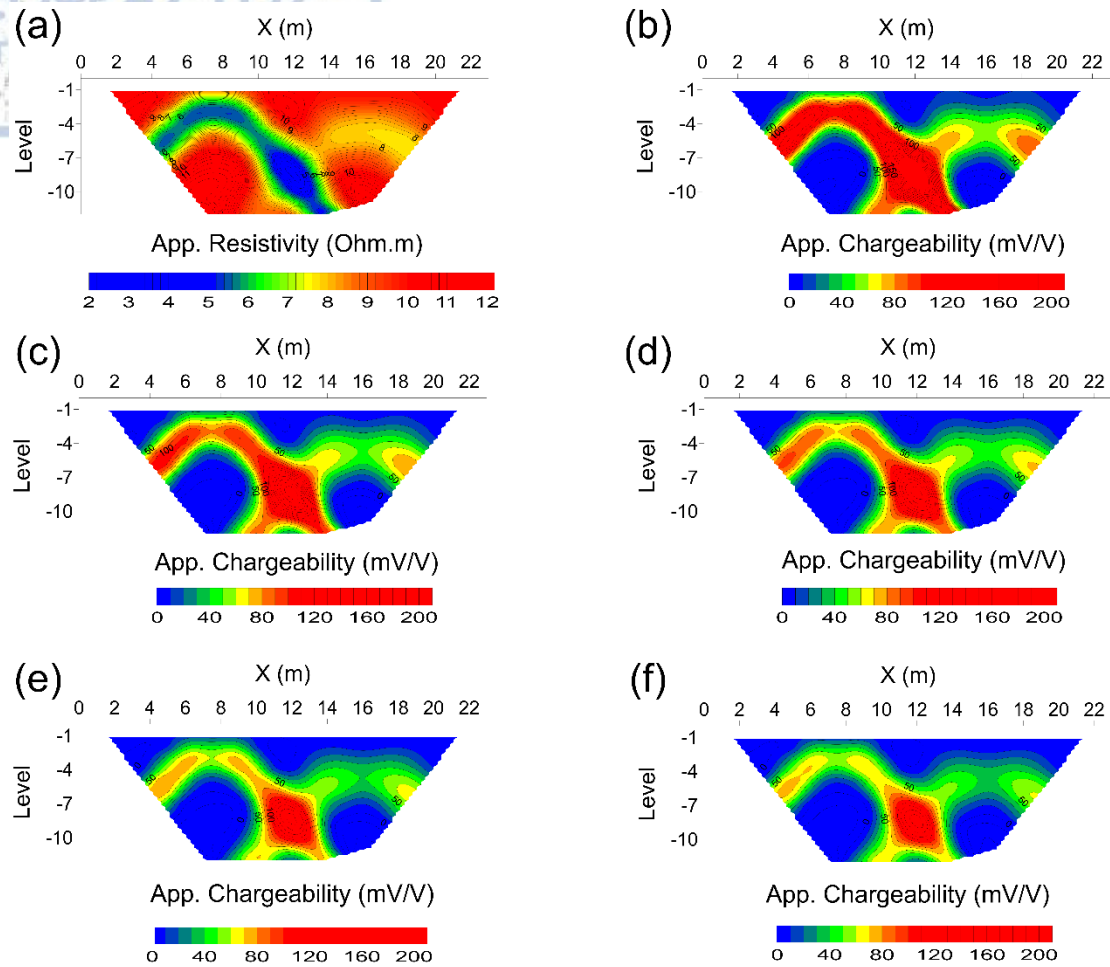 (a)
X (m)
0 2 4 6 8 10 12 14 16 18 20 22
Level
-1
-4
-7
-10
App. Resistivity (Ohm.m)
2 3 4 5 6 7 8 9 10 11 12
(b)
X (m)
0 2 4 6 8 10 12 14 16 18 20 22
Level
-1
-4
-7
-10
App. Chargeability (mV/V)
0 40 80 120 160 200
(c)
X (m)
0 2 4 6 8 10 12 14 16 18 20 22
Level
-1
-4
-7
-10
App. Chargeability (mV/V)
0 40 80 120 160 200
(d)
X (m)
0 2 4 6 8 10 12 14 16 18 20 22
Level
-1
-4
-7
-10
App. Chargeability (mV/V)
0 40 80 120 160 200
(e)
X (m)
0 2 4 6 8 10 12 14 16 18 20 22
Level
-1
-4
-7
-10
App. Chargeability (mV/V)
0 40 80 120 160 200
(f)
X (m)
0 2 4 6 8 10 12 14 16 18 20 22
Level
-1
-4
-7
-10
App. Chargeability (mV/V)
0 40 80 120 160 200